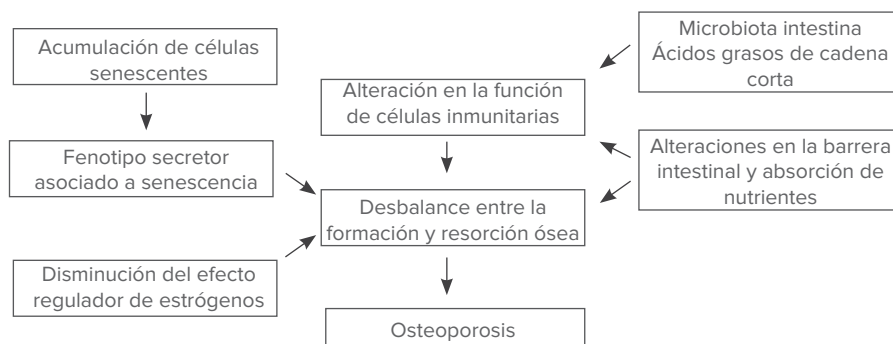 Acumulación de células
senescentes
Fenotipo secretor
asociado a senescencia
Disminución del efecto
regulador de estrógenos
Alteración en la función
de células inmunitarias
Desbalance entre la
formación y resorción ósea
Osteoporosis
Microbiota intestina
Ácidos grasos de cadena
corta
Alteraciones en la barrera
intestinal y absorción de
nutrientes